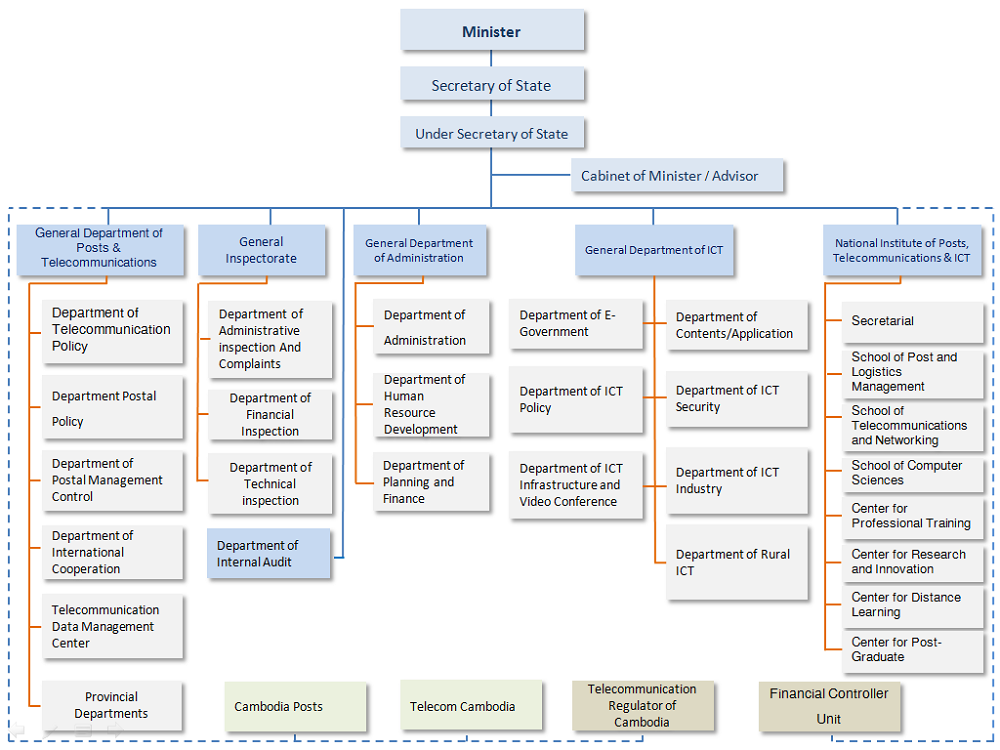 Minister
Secretary of State
Under Secretary of State
Cabinet of Minister / Advisor
General Department of
Posts &
Telecommunications
Department of
Telecommunication
Policy
Department Postal
Policy
Department of
Postal Management
Control
Department of
International
Cooperation
Telecommunication
Data Management
Center
Provincial
Departments
General
Inspectorate
Department of
Administrative
inspection And
Complaints
Department of
Financial
Inspection
Department of
Technical
inspection
Department of
Internal Audit
General Department
of Administration
Department of
Administration
Department of
Human
Resource
Development
Department of
Planning and
Finance
General Department of ICT
Department of E-
Government
Department of ICT
Policy
Department of ICT
Infrastructure and
Video Conference
Department of
Contents/Application
Department of ICT
Security
Department of ICT
Industry
Department of Rural
ICT
National Institute of Posts,
Telecommunications & ICT
Secretarial
School of Post and
Logistics
Management
School of
Telecommunications
and Networking
School of Computer
Sciences
Center for
Professional Training
Center for Research
and Innovation
Center for Distance
Learning
Center for Post-
Graduate
Cambodia Posts
Telecom Cambodia
Telecommunication
Regulator of
Cambodia
Financial Controller
Unit